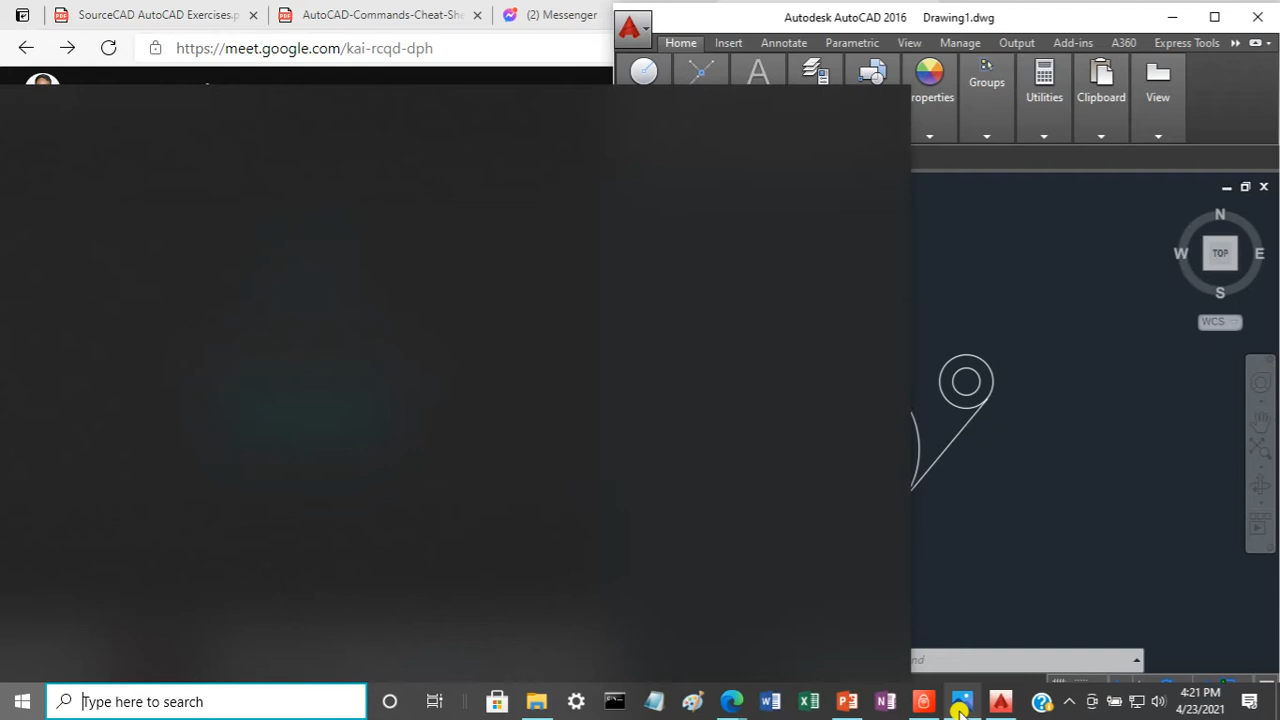 SourceCAD AutoCAD Exercises.p
AutoCAD-Commands-Cheat-She
(2) Messenger
https://meet.google.com/kai-rcqd-dph
Autodesk AutoCAD 2016 Drawing1.dwg
Home Insert Annotate Parametric View Manage Output Add-ins A360 Express Tools
roperties Groups Utilities Clipboard View
N
W TOP E
S
WCS
nd
Type here to search
4:21 PM
4/23/2021